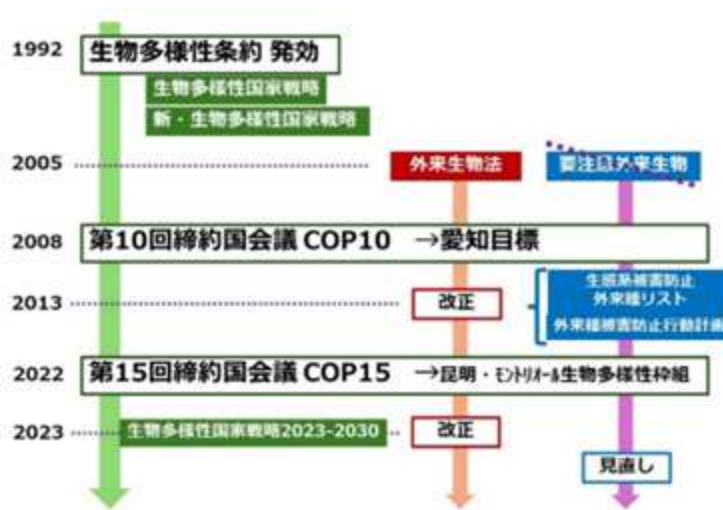 1992 生物多様性条約 発効
生物多様性国家戦略
新・生物多様性国家戦略
2005 外来生物法 要注意外来生物
2008 第10回締約国会議 COP10 →愛知目標
2013 改正
生態系被害防止
外来種リスト
外来種被害防止行動計画
2022 第15回締約国会議 COP15 →昆明・モントリオール生物多様性枠組
2023 生物多様性国家戦略2023-2030 改正
見直し